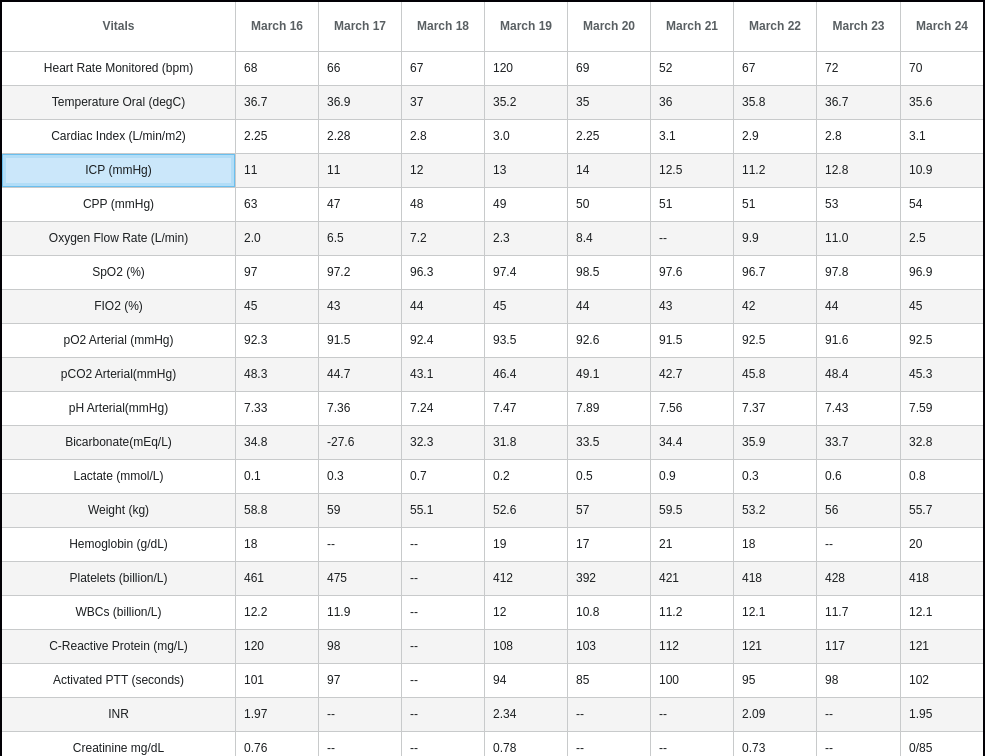 Vitals March 16 March 17 March 18 March 19 March 20 March 21 March 22 March 23 March 24
Heart Rate Monitored (bpm) 68 66 67 120 69 52 67 72 70
Temperature Oral (degC) 36.7 36.9 37 35.2 35 36 35.8 36.7 35.6
Cardiac Index (L/min/m2) 2.25 2.28 2.8 3.0 2.25 3.1 2.9 2.8 3.1
ICP (mmHg) 11 11 12 13 14 12.5 11.2 12.8 10.9
CPP (mmHg) 63 47 48 49 50 51 51 53 54
Oxygen Flow Rate (L/min) 2.0 6.5 7.2 2.3 8.4 -- 9.9 11.0 2.5
SpO2 (%) 97 97.2 96.3 97.4 98.5 97.6 96.7 97.8 96.9
FIO2 (%) 45 43 44 45 44 43 42 44 45
pO2 Arterial (mmHg) 92.3 91.5 92.4 93.5 92.6 91.5 92.5 91.6 92.5
pCO2 Arterial(mmHg) 48.3 44.7 43.1 46.4 49.1 42.7 45.8 48.4 45.3
pH Arterial(mmHg) 7.33 7.36 7.24 7.47 7.89 7.56 7.37 7.43 7.59
Bicarbonate(mEq/L) 34.8 -27.6 32.3 31.8 33.5 34.4 35.9 33.7 32.8
Lactate (mmol/L) 0.1 0.3 0.7 0.2 0.5 0.9 0.3 0.6 0.8
Weight (kg) 58.8 59 55.1 52.6 57 59.5 53.2 56 55.7
Hemoglobin (g/dL) 18 -- -- 19 17 21 18 -- 20
Platelets (billion/L) 461 475 -- 412 392 421 418 428 418
WBCs (billion/L) 12.2 11.9 -- 12 10.8 11.2 12.1 11.7 12.1
C-Reactive Protein (mg/L) 120 98 -- 108 103 112 121 117 121
Activated PTT (seconds) 101 97 -- 94 85 100 95 98 102
INR 1.97 -- -- 2.34 -- -- 2.09 -- 1.95
Creatinine mg/dL 0.76 -- -- 0.78 -- -- 0.73 -- 0/85